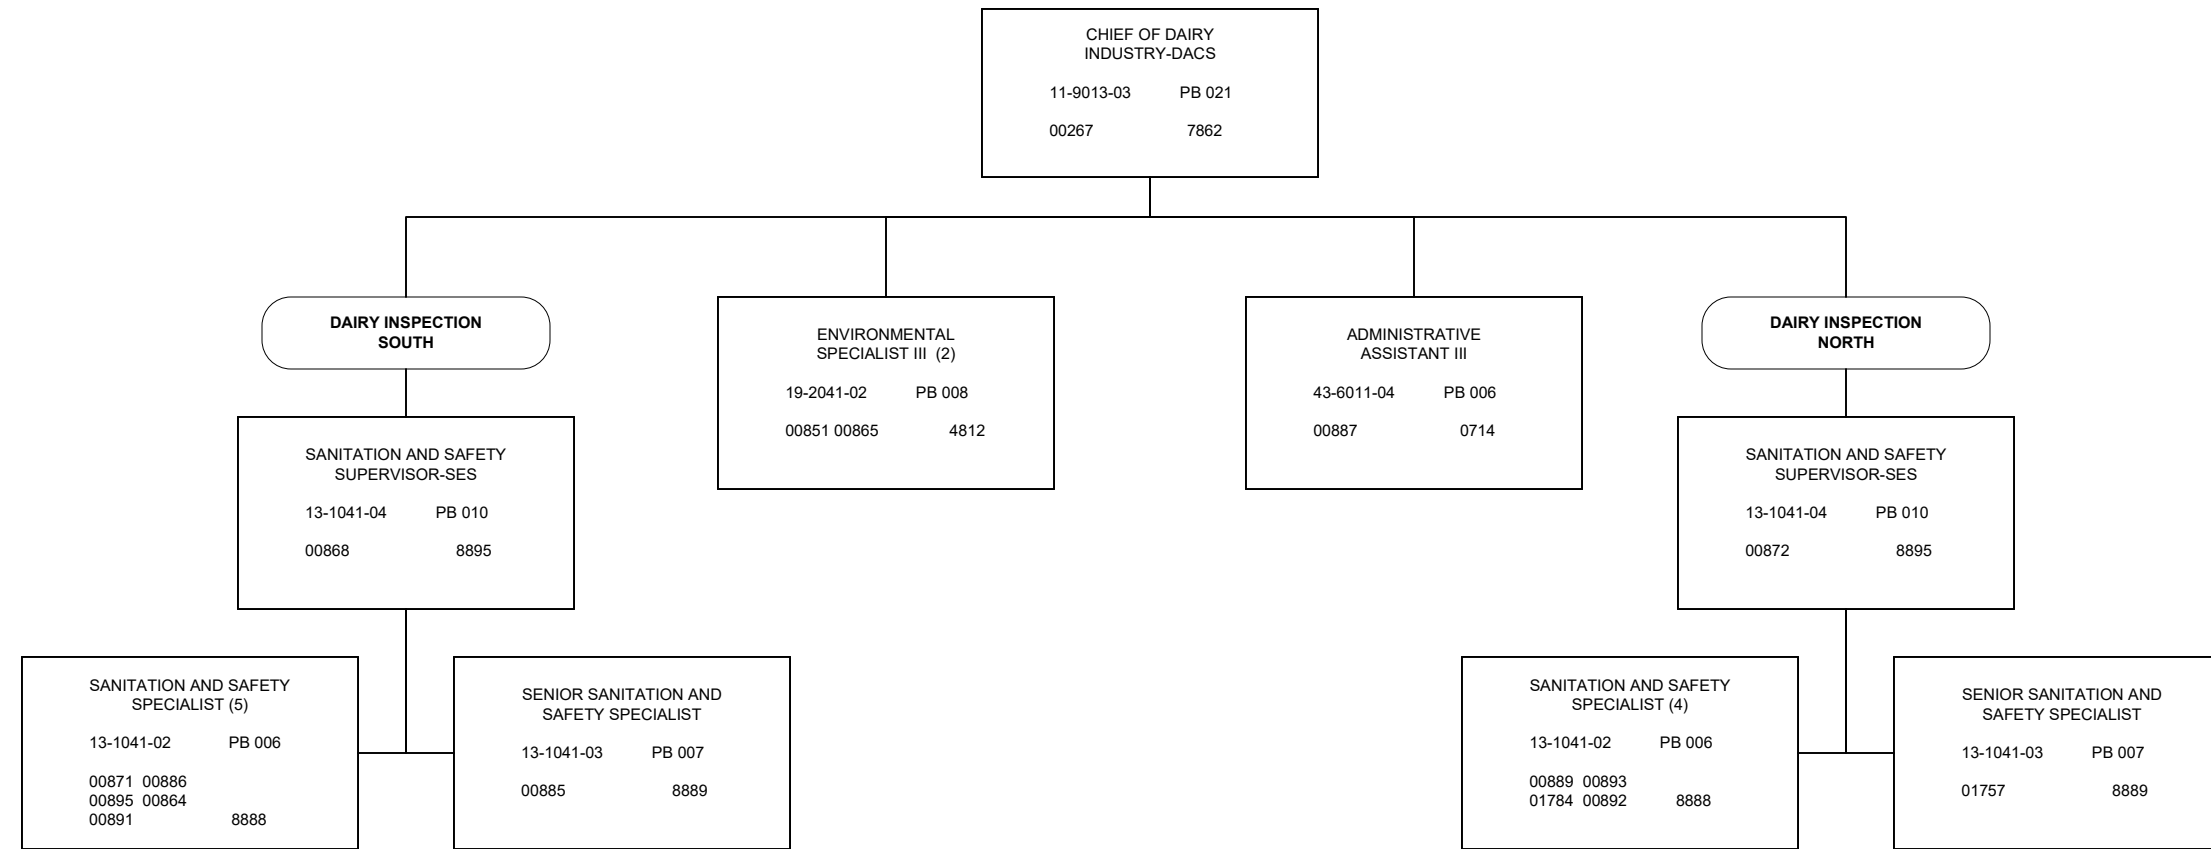 CHIEF OF DAIRY
INDUSTRY-DACS
11-9013-03 PB 021
00267 7862
DAIRY INSPECTION
SOUTH
ENVIRONMENTAL
SPECIALIST III (2)
19-2041-02 PB 008
00851 00865 4812
ADMINISTRATIVE
ASSISTANT III
43-6011-04 PB 006
00887 0714
DAIRY INSPECTION
NORTH
SANITATION AND SAFETY
SUPERVISOR-SES
13-1041-04 PB 010
00868 8895
SANITATION AND SAFETY
SUPERVISOR-SES
13-1041-04 PB 010
00872 8895
SANITATION AND SAFETY
SPECIALIST (5)
13-1041-02 PB 006
00871 00886
00895 00864
00891 8888
SENIOR SANITATION AND
SAFETY SPECIALIST
13-1041-03 PB 007
00885 8889
SANITATION AND SAFETY
SPECIALIST (4)
13-1041-02 PB 006
00889 00893
01784 00892 8888
SENIOR SANITATION AND
SAFETY SPECIALIST
13-1041-03 PB 007
01757 8889